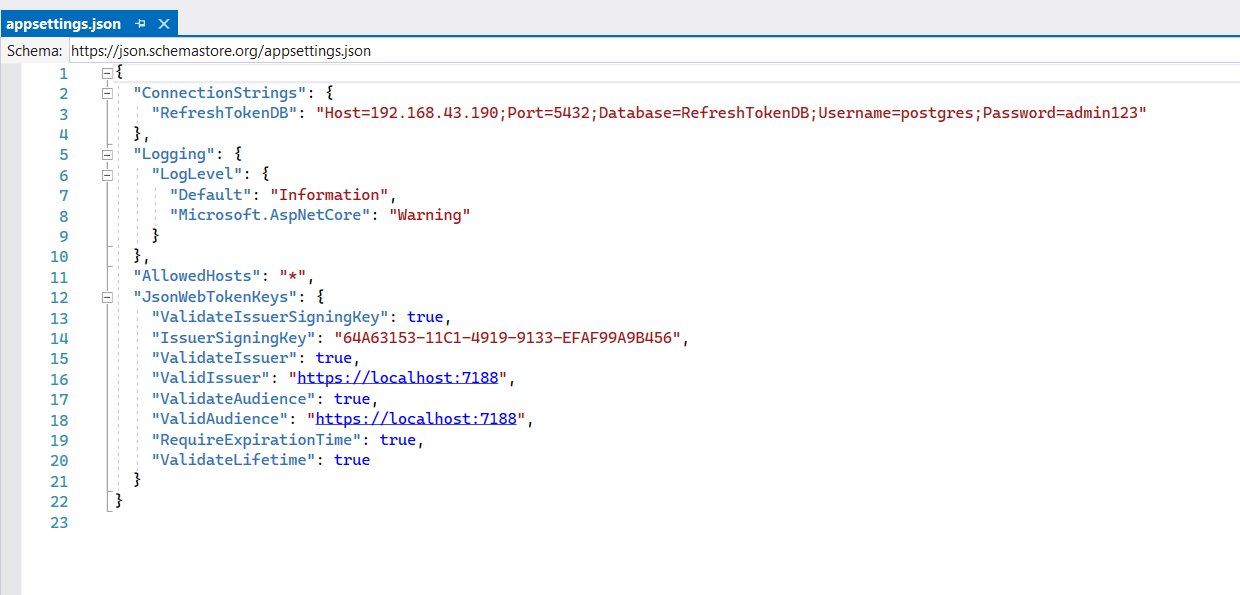 appsettings.json
Schema: https://json.schemastore.org/appsettings.json
1 {
2 "ConnectionStrings": {
3 "RefreshTokenDB": "Host=192.168.43.190;Port=5432;Database=RefreshTokenDB;Username=postgres;Password=admin123"
4 },
5 "Logging": {
6 "LogLevel": {
7 "Default": "Information",
8 "Microsoft.AspNetCore": "Warning"
9 }
10 },
11 "AllowedHosts": "*",
12 "JsonWebTokenKeys": {
13 "ValidateIssuerSigningKey": true,
14 "IssuerSigningKey": "64A63153-11C1-4919-9133-EFAF99A9B456",
15 "ValidateIssuer": true,
16 "ValidIssuer": "https://localhost:7188",
17 "ValidateAudience": true,
18 "ValidAudience": "https://localhost:7188",
19 "RequireExpirationTime": true,
20 "ValidateLifetime": true
21 }
22 }
23